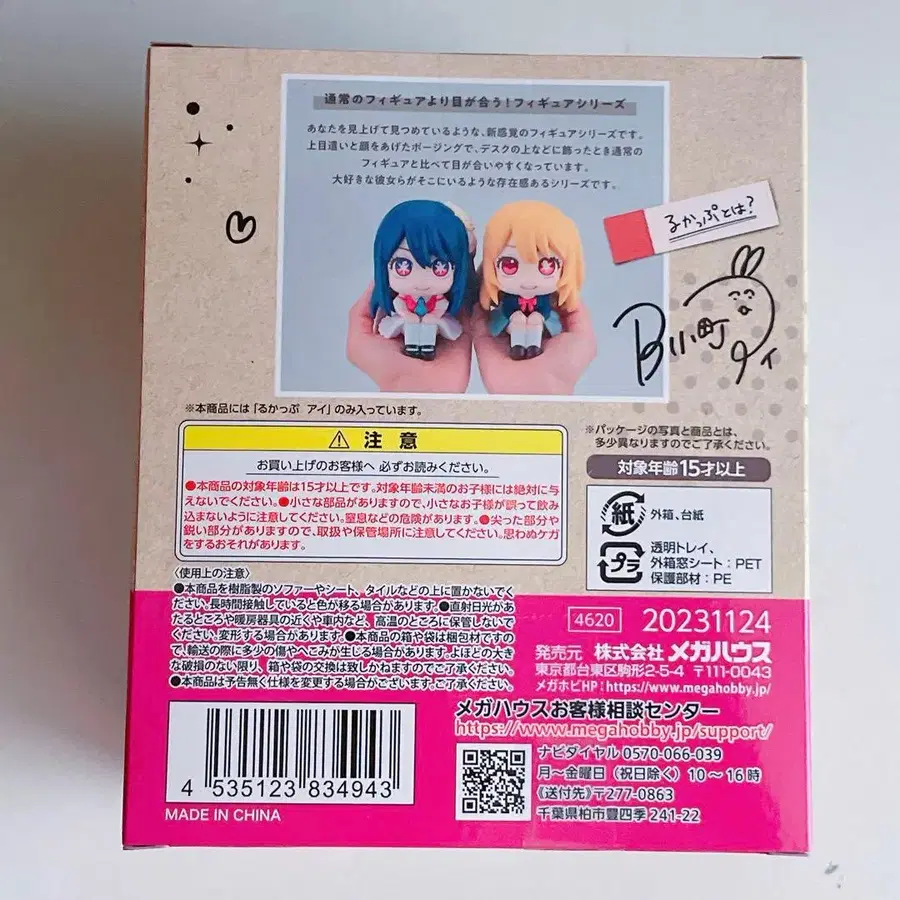 通常のフィギュアより目が合う!フィギュアシリーズ
あなたを見上げて見つめているような、新感覚のフィギュアシリーズです。
上目遣いと顔をあげたポージングで、デスクの上などに飾ったとき通常の
フィギュアと比べて目が合いやすくなっています。
大好きな彼女らがそこにいるような存在感あるシリーズです。
るかっぷとは?
B小町
アイ
※本商品には「るかっぷ アイ」のみ入っています。
※パッケージの写真と商品とは、
多少異なりますのでご了承ください。
対象年齢15才以上
⚠ 注意
お買い上げのお客様へ 必ずお読みください。
●本商品の対象年齢は15才以上です。対象年齢未満のお子様には絶対に与
えないでください。●小さな部品がありますので、小さなお子様が誤って飲み
込まないように注意してください。窒息などの危険があります。●尖った部分や
鋭い部分がありますので、取扱や保管場所に注意してください。思わぬケガ
をするおそれがあります。
紙
外箱、台紙
プラ
透明トレイ、
外箱窓シート:PET
保護部材:PE
〈使用上の注意〉
●本商品を樹脂製のソファーやシート、タイルなどの上に置かないでく
ださい。長時間接触していると色が移る場合があります。●直射日光があ
たるところや暖房器具の近くや車内など、高温のところに保管しないで
ください。変形する場合があります。●本商品の箱や袋は梱包材ですの
で、輸送の際に多少の傷やへこみが生じる場合があります。よほどの大き
な破損のない限り、箱や袋の交換は致しかねますのでご了承ください。
●本商品は予告無く仕様を変更する場合がございます。ご了承ください。
4620
20231124
発売元 株式会社 メガハウス
東京都台東区駒形2-5-4 〒111-0043
メガホビHP:https://www.megahobby.jp/
メガハウスお客様相談センター
https://www.megahobby.jp/support/
ナビダイヤル 0570-066-039
月〜金曜日(祝日除く)10〜16時
《送付先》〒277-0863
千葉県柏市豊四季241-22
4 535123 834943
MADE IN CHINA